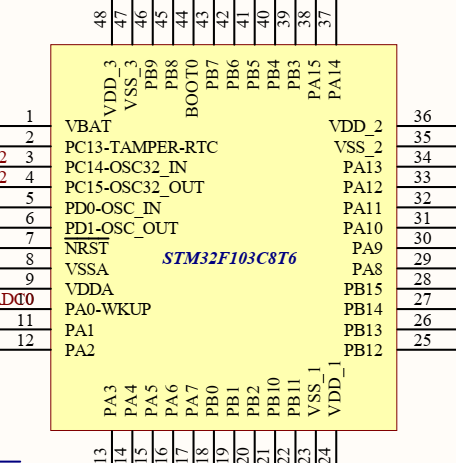 48 47 46 45 44 43 42 41 40 39 38 37
VDD_3 VSS_3 PB9 PB8 BOOT0 PB7 PB6 PB5 PB4 PB3 PA15 PA14
1 VBAT VDD_2 36
2 PC13-TAMPER-RTC VSS_2 35
3 PC14-OSC32_IN PA13 34
4 PC15-OSC32_OUT PA12 33
5 PD0-OSC_IN PA11 32
6 PD1-OSC_OUT PA10 31
7 NRST PA9 30
STM32F103C8T6
8 VSSA PA8 29
9 VDDA PB15 28
10 PA0-WKUP PB14 27
11 PA1 PB13 26
12 PA2 PB12 25
PA3 PA4 PA5 PA6 PA7 PB0 PB1 PB2 PB10 PB11 VSS_1 VDD_1
13 14 15 16 17 18 19 20 21 22 23 24